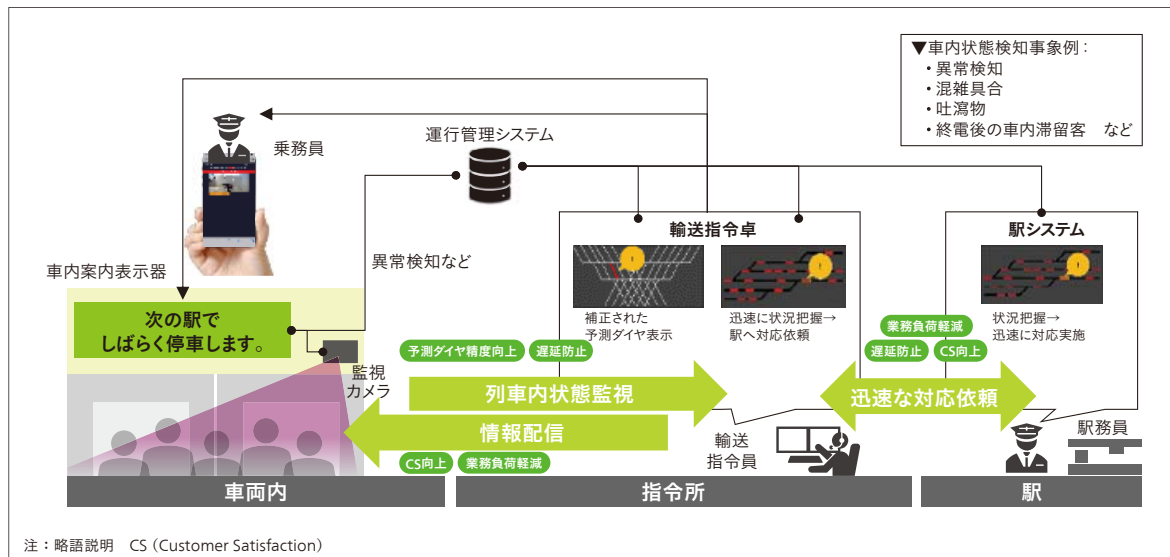 ▼車内状態検知事象例：
・異常検知
・混雑具合
・吐瀉物
・終電後の車内滞留客　など
乗務員
運行管理システム
輸送指令卓
駅システム
異常検知など
車内案内表示器
次の駅で
しばらく停車します。
監視
カメラ
補正された
予測ダイヤ表示
迅速に状況把握→
駅へ対応依頼
状況把握→
迅速に対応実施
予測ダイヤ精度向上
遅延防止
業務負荷軽減
遅延防止
CS向上
列車内状態監視
迅速な対応依頼
情報配信
CS向上
業務負荷軽減
輸送
指令員
駅務員
車両内
指令所
駅
注：略語説明　CS（Customer Satisfaction）